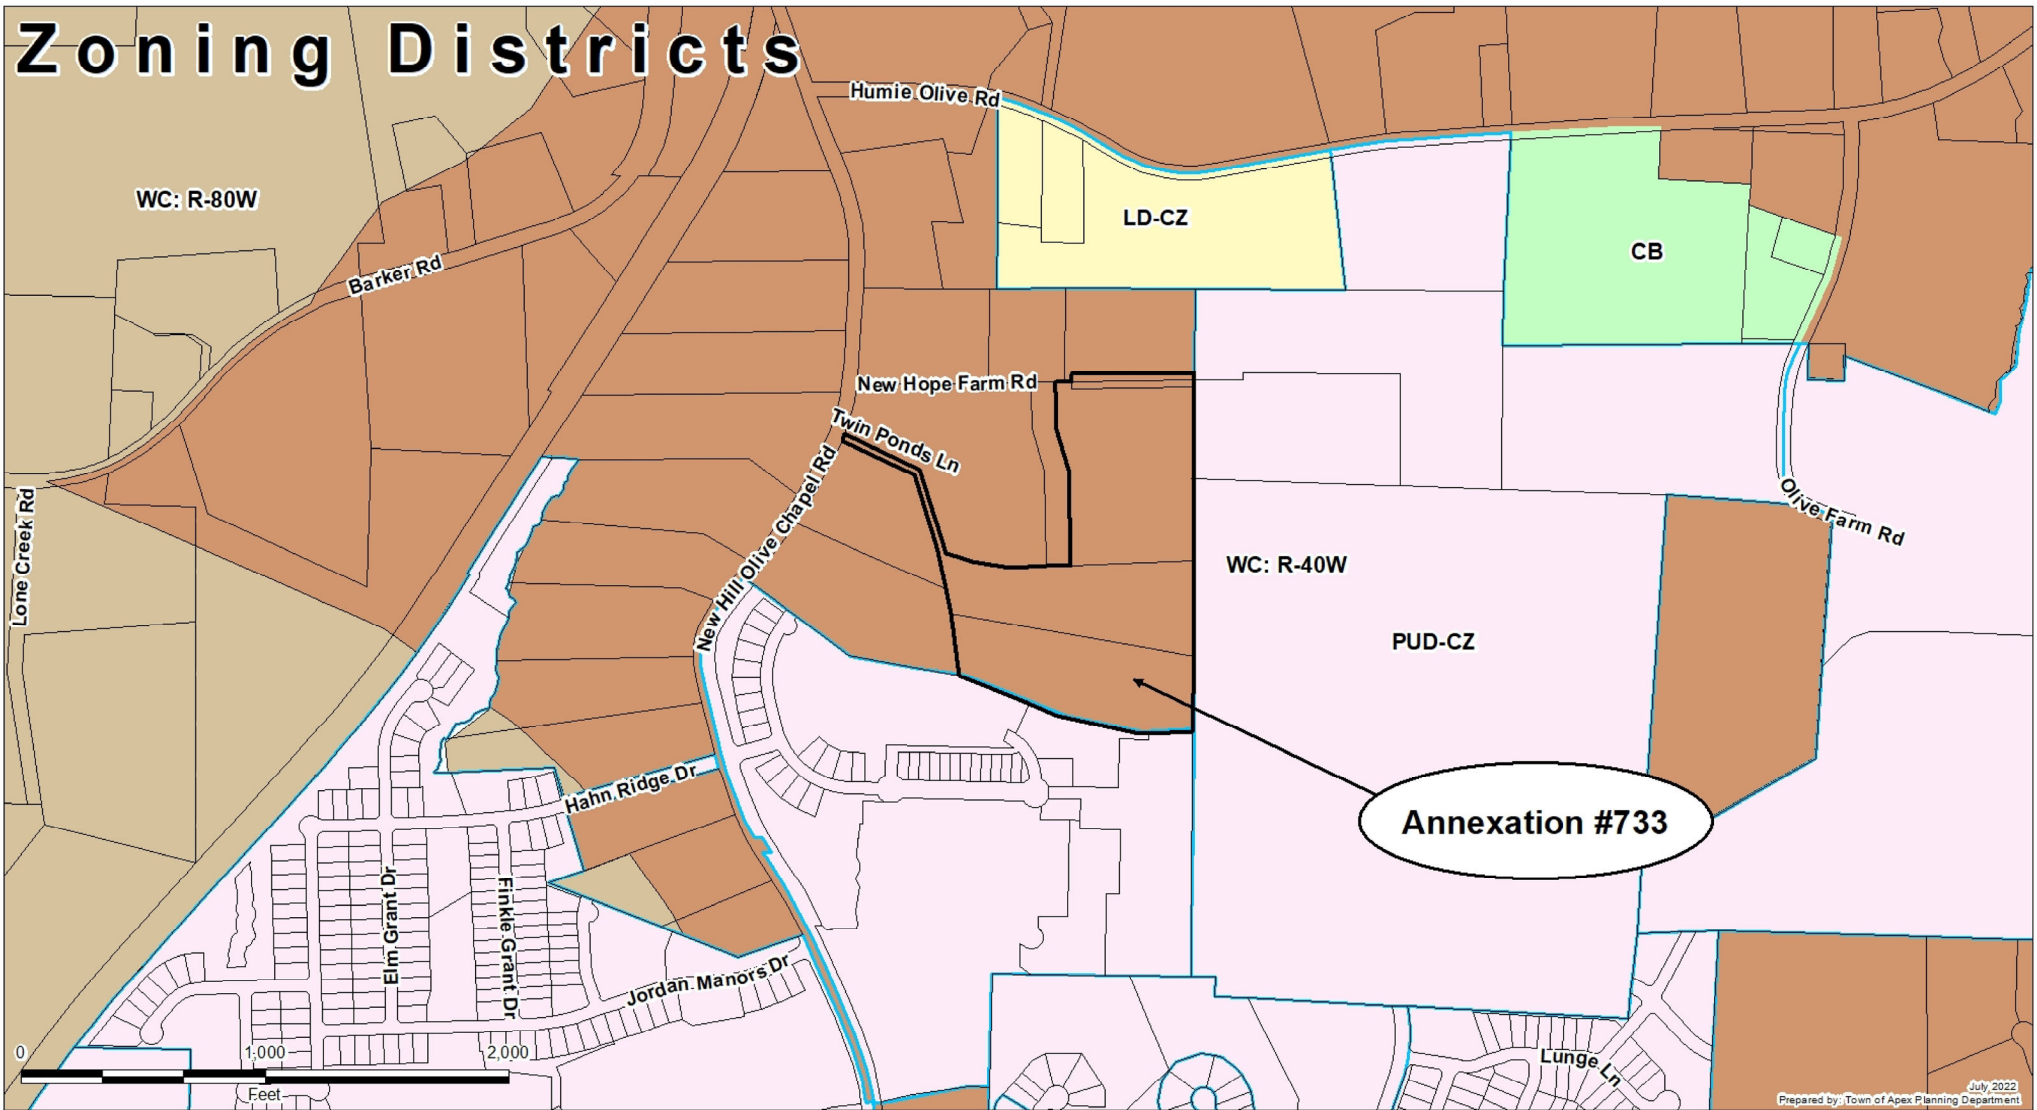 Zoning Districts
Humie Olive Rd
WC: R-80W
LD-CZ
CB
Barker Rd
New Hope Farm Rd
Twin Ponds Ln
New Hill Olive Chapel Rd
Lone Creek Rd
Olive Farm Rd
WC: R-40W
PUD-CZ
Hahn Ridge Dr
Annexation #733
Elm Grant Dr
Finkle Grant Dr
Jordan Manors Dr
0 1,000 2,000
Feet
Lunge Ln
July 2022
Prepared by: Town of Apex Planning Department